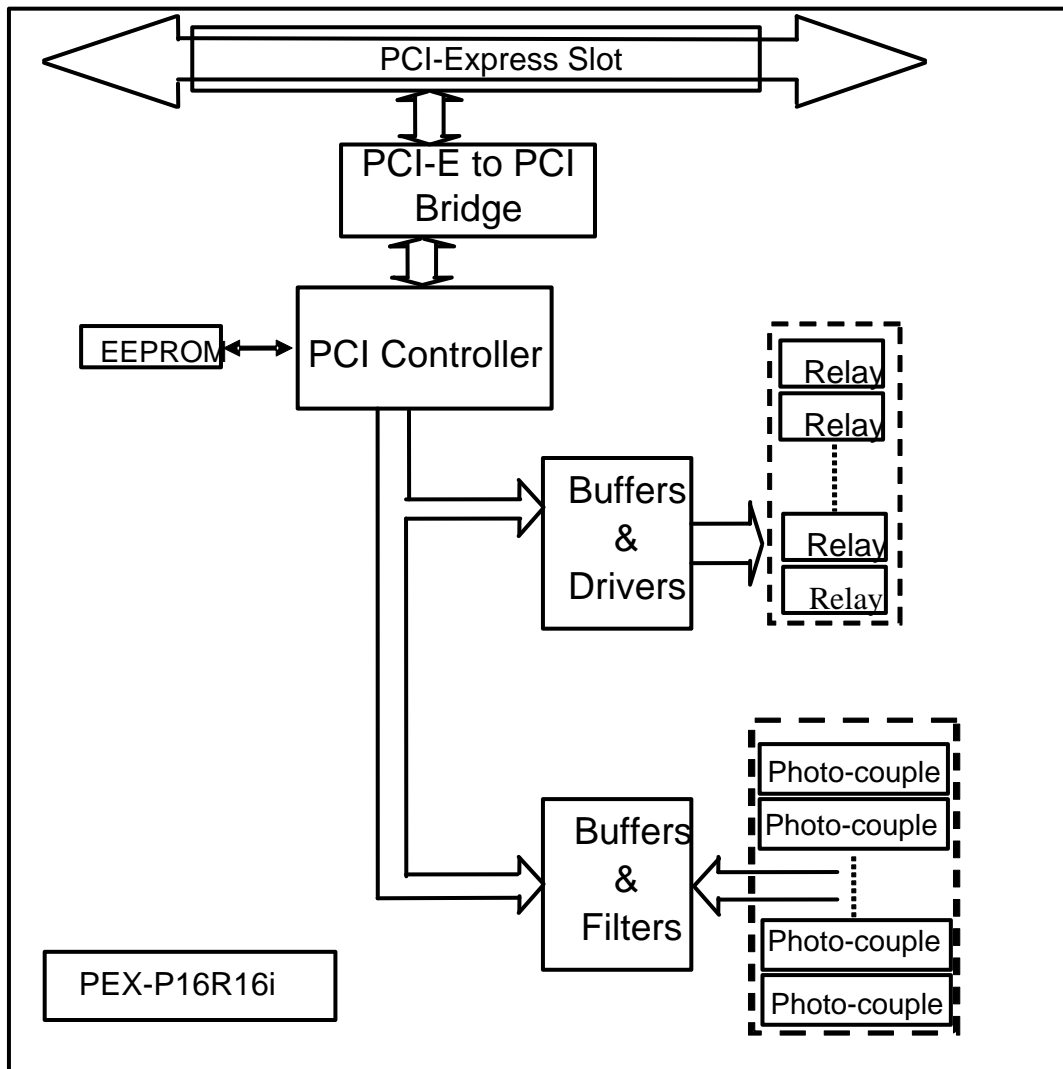 PCI-Express Slot
PCI-E to PCI
Bridge
EEPROM
PCI Controller
Relay
Relay
Relay
Relay
Buffers
&
Drivers
Photo-couple
Photo-couple
Photo-couple
Photo-couple
Buffers
&
Filters
PEX-P16R16i